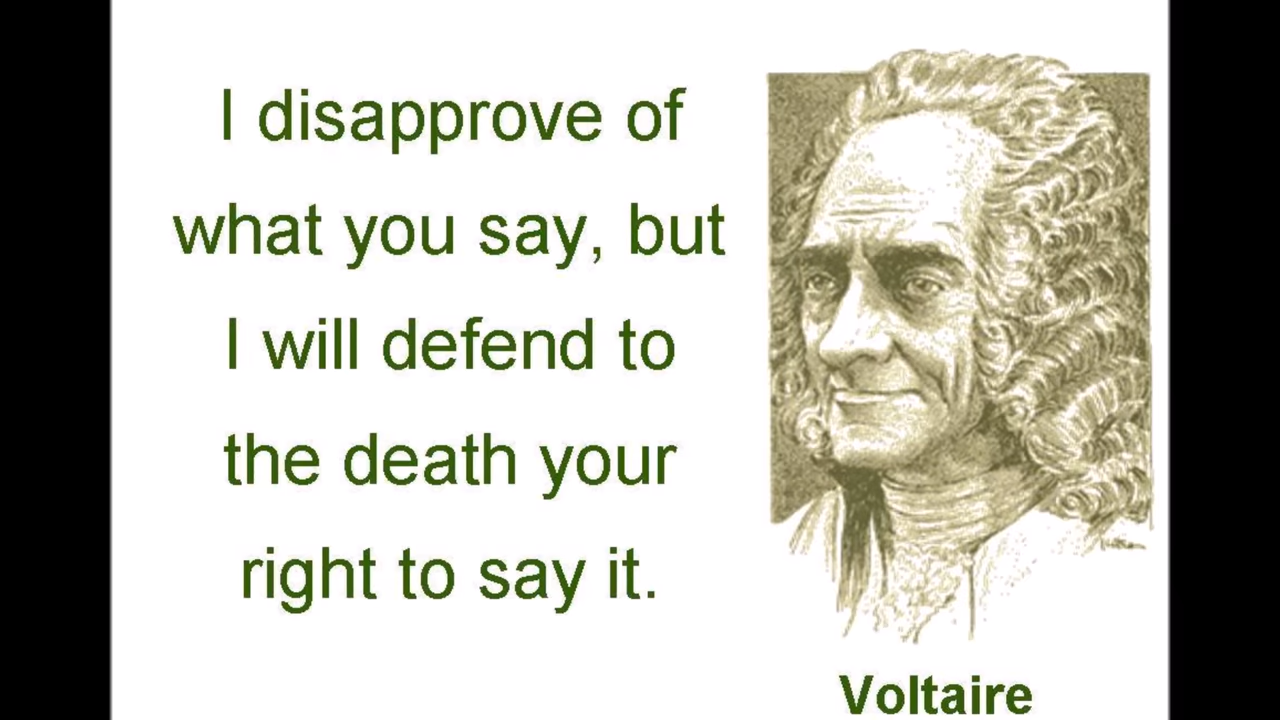 I disapprove of
what you say, but
I will defend to
the death your
right to say it.
Voltaire